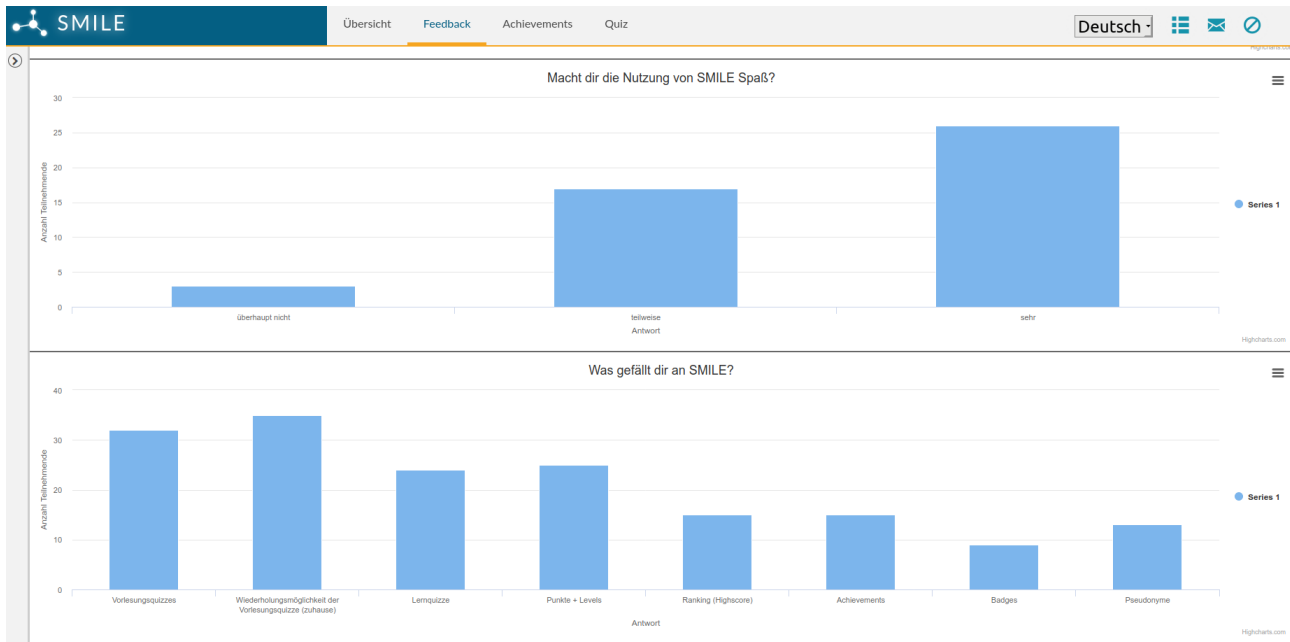 SMILE
Übersicht Feedback Achievements Quiz
Deutsch
Highcharts.com
Macht dir die Nutzung von SMILE Spaß?
30
25
20
15
10
5
0
Anzahl Teilnehmende
überhaupt nicht teilweise sehr
Antwort
Series 1
Highcharts.com
Was gefällt dir an SMILE?
40
30
20
10
0
Anzahl Teilnehmende
Vorlesungsquizzes Wiederholungsmöglichkeit der Lernquizze Punkte + Levels Ranking (Highscore) Achievements Badges Pseudonyme
Vorlesungsquizze (zuhause)
Antwort
Series 1
Highcharts.com